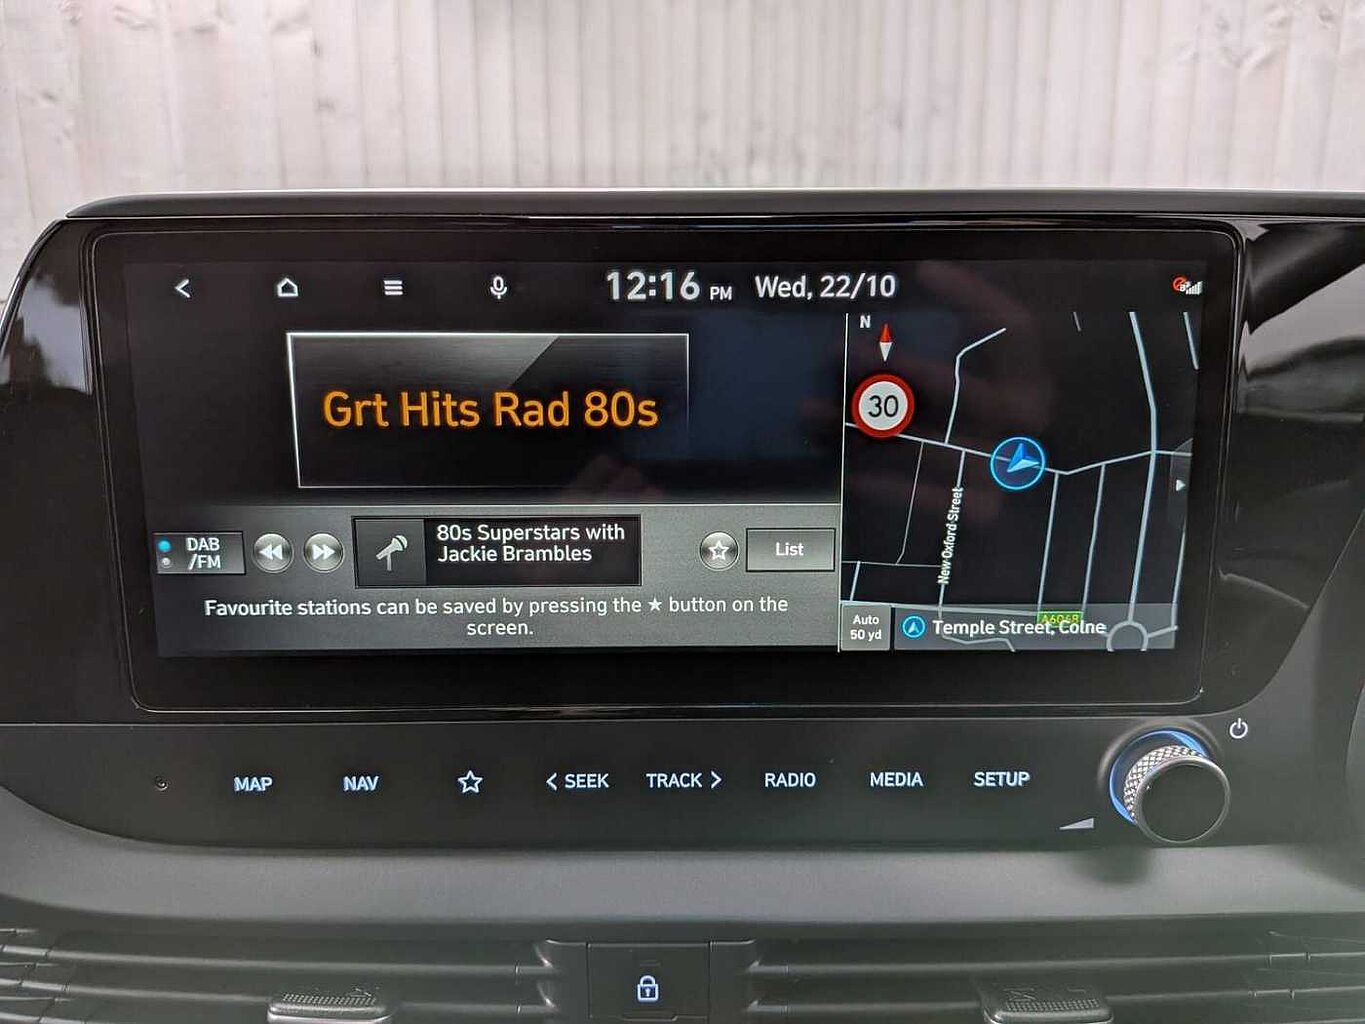 12:16 PM Wed, 22/10
Grt Hits Rad 80s
N
30
New Oxford Street
DAB
/FM
80s Superstars with
Jackie Brambles
List
Favourite stations can be saved by pressing the ★ button on the
screen.
Auto
50 yd
A6068
Temple Street, Colne
MAP
NAV
< SEEK
TRACK >
RADIO
MEDIA
SETUP